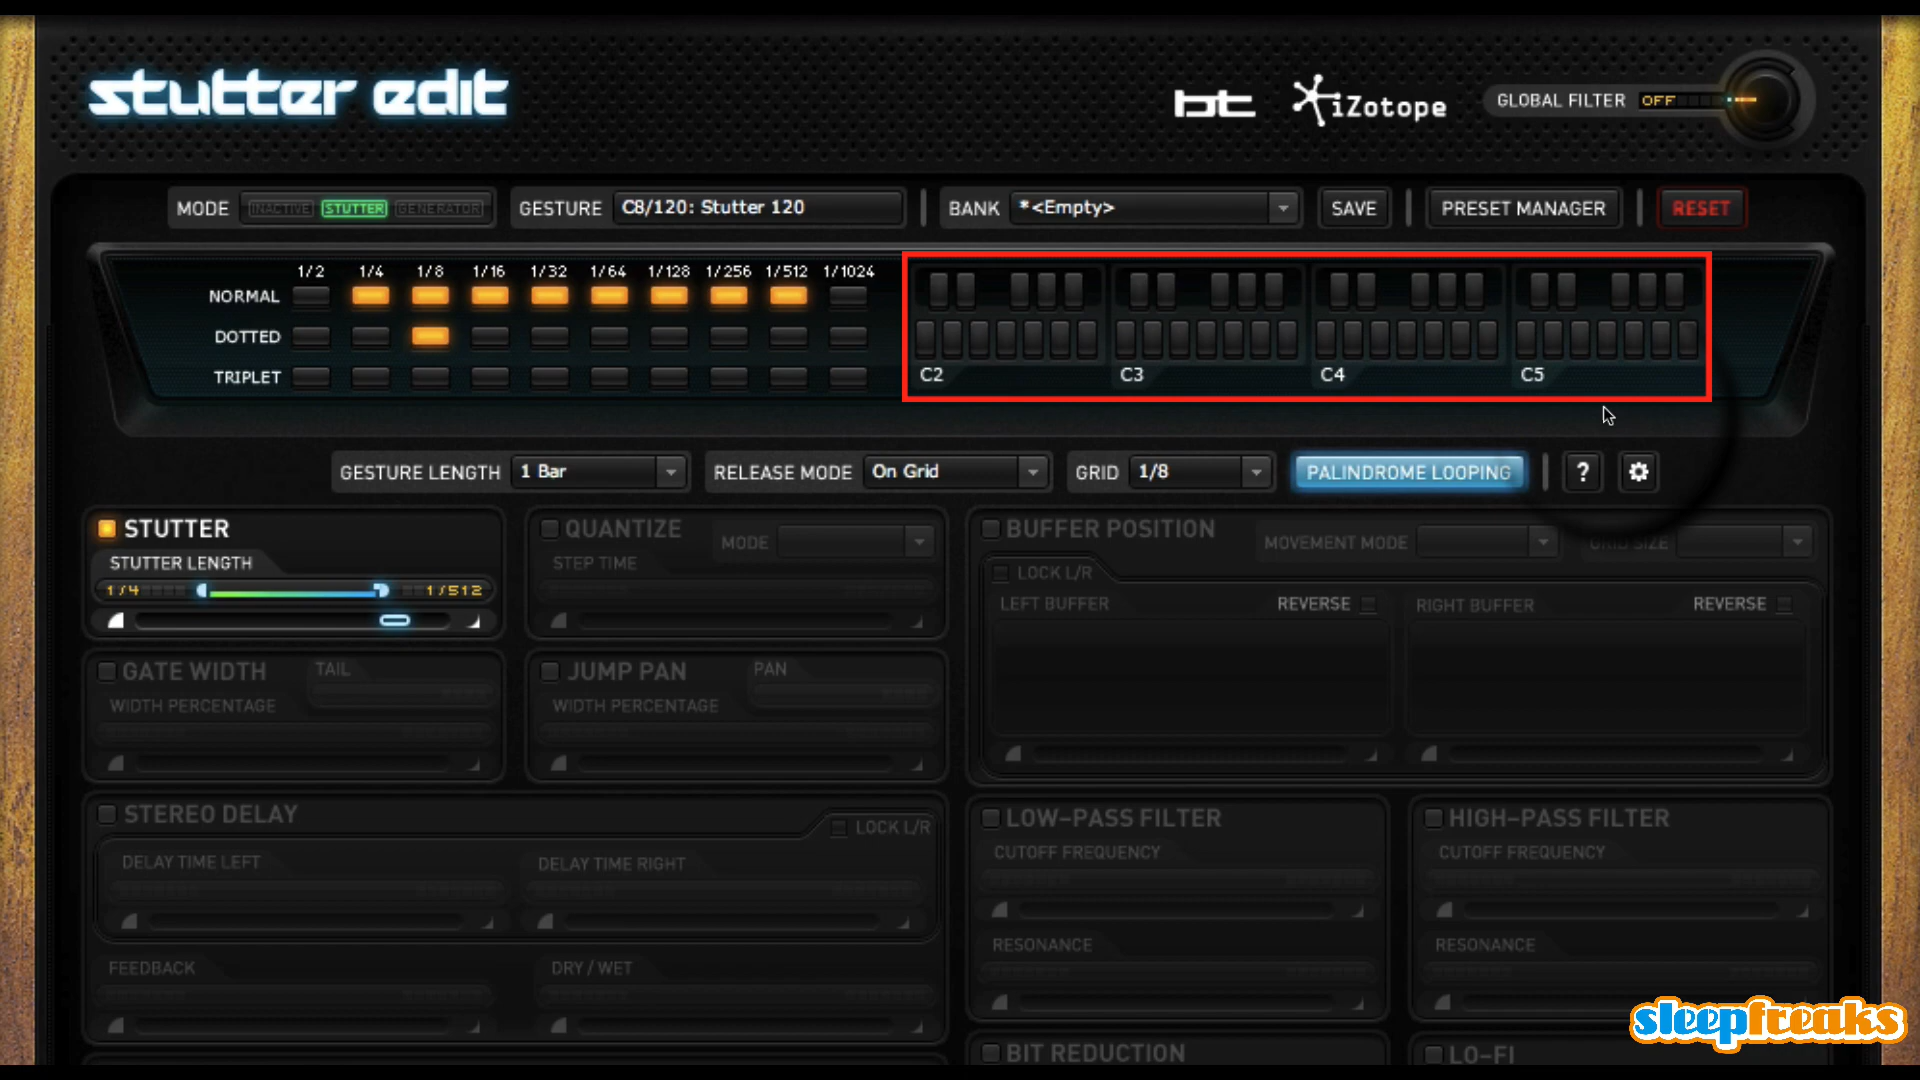 stutter edit
bt
iZotope
GLOBAL FILTER OFF
MODE INACTIVE STUTTER GENERATOR
GESTURE C8/120: Stutter 120
BANK *<Empty>
SAVE
PRESET MANAGER
RESET
1/2 1/4 1/8 1/16 1/32 1/64 1/128 1/256 1/512 1/1024
NORMAL
DOTTED
TRIPLET
C2 C3 C4 C5
GESTURE LENGTH 1 Bar
RELEASE MODE On Grid
GRID 1/8
PALINDROME LOOPING
?
STUTTER
STUTTER LENGTH
1/4 1/512
QUANTIZE
MODE
STEP TIME
BUFFER POSITION
MOVEMENT MODE
GRID SIZE
LOCK L/R
LEFT BUFFER
REVERSE
RIGHT BUFFER
REVERSE
GATE WIDTH
TAIL
WIDTH PERCENTAGE
JUMP PAN
PAN
WIDTH PERCENTAGE
STEREO DELAY
LOCK L/R
DELAY TIME LEFT
DELAY TIME RIGHT
FEEDBACK
DRY / WET
LOW-PASS FILTER
CUTOFF FREQUENCY
RESONANCE
HIGH-PASS FILTER
CUTOFF FREQUENCY
RESONANCE
BIT REDUCTION
LO-FI
sleepfreaks